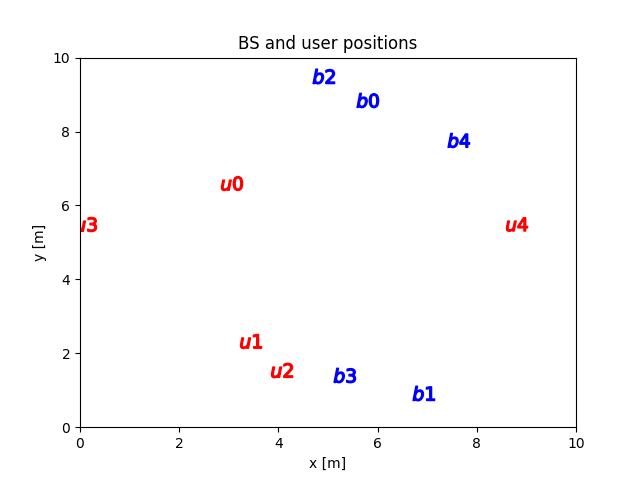 BS and user positions
10
b2
b0
8
b4
u0
6
u3
u4
y [m]
4
u1
2
u2
b3
b1
0
0 2 4 6 8 10
x [m]